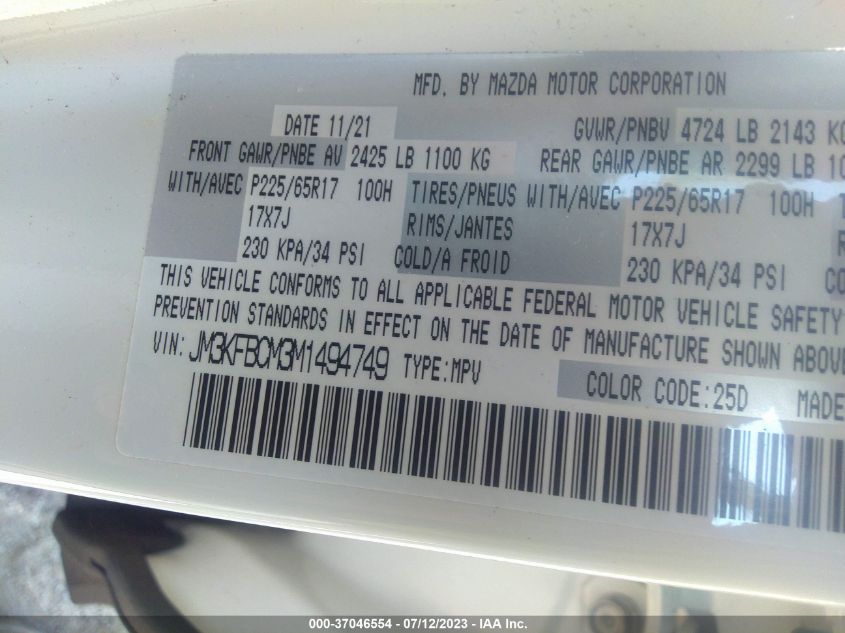 MFD. BY MAZDA MOTOR CORPORATION
DATE 11/21 GVWR/PNBV 4724 LB 2143 KG
FRONT GAWR/PNBE AV 2425 LB 1100 KG REAR GAWR/PNBE AR 2299 LB 10
WITH/AVEC P225/65R17 100H TIRES/PNEUS WITH/AVEC P225/65R17 100H T
17X7J RIMS/JANTES 17X7J R
230 KPA/34 PSI COLD/A FROID 230 KPA/34 PSI CO
THIS VEHICLE CONFORMS TO ALL APPLICABLE FEDERAL MOTOR VEHICLE SAFETY
PREVENTION STANDARDS IN EFFECT ON THE DATE OF MANUFACTURE SHOWN ABOVE
VIN: JM3KFBCM3M1494749 TYPE:MPV
COLOR CODE:25D MADE
000-37046554 - 07/12/2023 - IAA Inc.